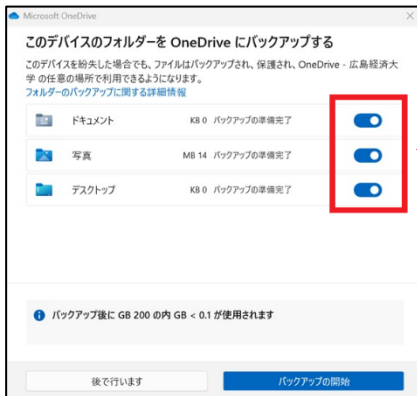 Microsoft OneDrive
このデバイスのフォルダーを OneDrive にバックアップする
このデバイスを紛失した場合でも、ファイルはバックアップされ、保護され、OneDrive - 広島経済大
学 の任意の場所で利用できるようになります。
フォルダーのバックアップに関する詳細情報
ドキュメント KB 0 バックアップの準備完了
写真 MB 14 バックアップの準備完了
デスクトップ KB 0 バックアップの準備完了
バックアップ後に GB 200 の内 GB < 0.1 が使用されます
後で行います バックアップの開始